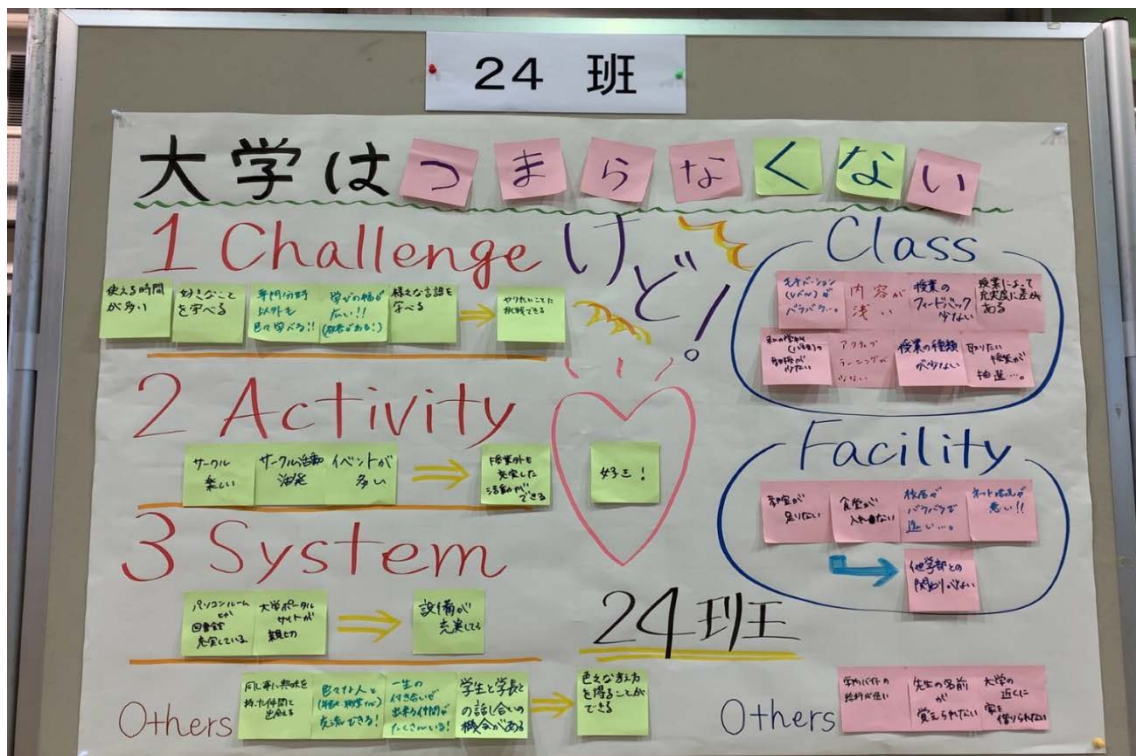 24 班
大学は つまらなくない
けど!
1 Challenge
使える時間
が多い
好きなこと
を学べる
専門分野
以外も
色々学べる!!
学びの幅が
広い!!
様々な言語を
学べる
やりたいことに
挑戦できる
2 Activity
サークル
楽しい
サークル活動
活発
イベントが
多い
授業外も
充実した
活動が
できる
好き!
3 System
パソコンルーム
とか
図書館
充実している
大学ポータル
サイトが
親切
設備が
充実してる
Others
同じ事に興味を
持った仲間と
出会える
色々な人と
交流できる!
一生の
付き合いが
出来る仲間が
たくさんいる!
学生と学長と
の話し合いの
機会がある
色々な考え方
を得ることが
できる
Class
モチベーション
バラバラ…。
内容が
浅い
授業の
フィードバック
少ない
授業によって
充実度に差が
ある
アクティブ
ラーニングが
少ない
授業の種類
が少ない
取りたい
授業が
抽選…。
Facility
教室が
足りない
食堂が
入れない
校舎が
バラバラで
遠い…。
ネット環境が
悪い!!
他学部との
関わりがない
24班
Others
学内バイトの
給料が低い
先生の名前
が
覚えられない
大学の
近くに
家を
借りられない